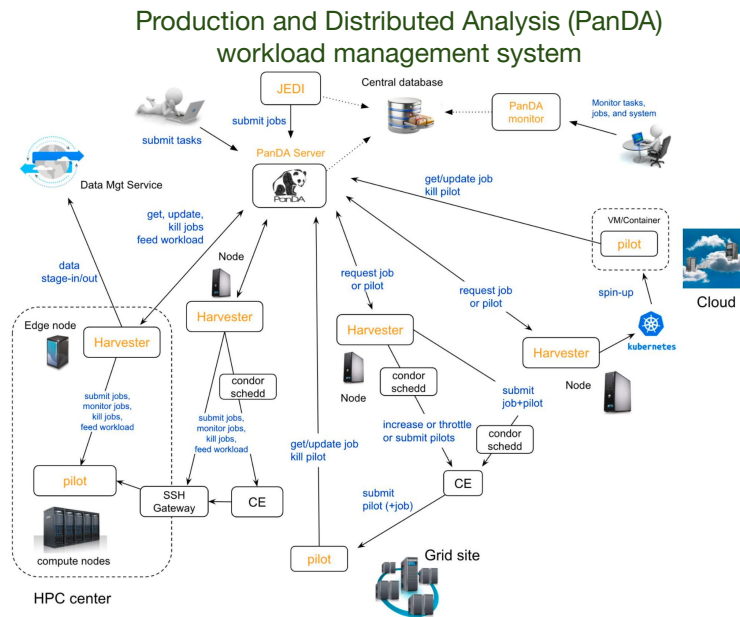 Production and Distributed Analysis (PanDA)
workload management system
JEDI
Central database
PanDA
monitor
Monitor tasks,
jobs, and system
submit tasks
submit jobs
PanDA Server
PanDA
Data Mgt Service
get/update job
kill pilot
VM/Container
pilot
Cloud
get, update,
kill jobs
feed workload
data
stage-in/out
Node
request job
or pilot
request job
or pilot
spin-up
kubernetes
Edge node
Harvester
Harvester
Harvester
Harvester
Node
Node
condor
schedd
condor
schedd
submit jobs,
monitor jobs,
kill jobs,
feed workload
submit jobs,
monitor jobs,
kill jobs,
feed workload
submit
job+pilot
increase or throttle
or submit pilots
condor
schedd
get/update job
kill pilot
pilot
SSH
Gateway
CE
CE
submit
pilot (+job)
compute nodes
pilot
Grid site
HPC center